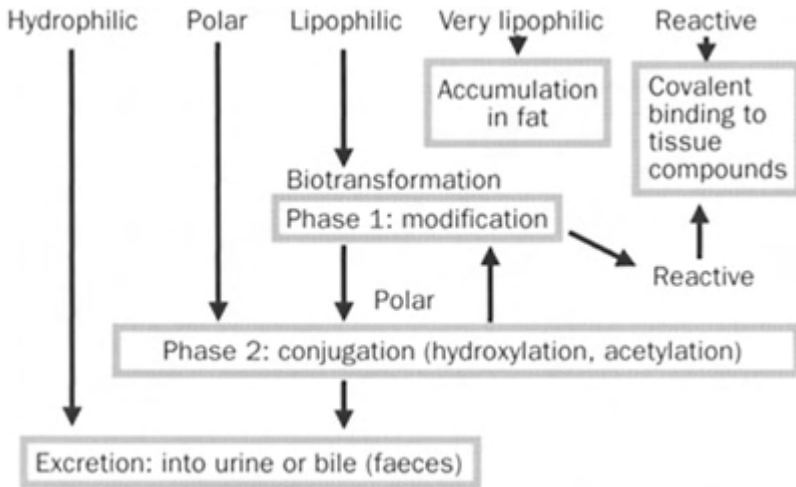 Hydrophilic Polar Lipophilic Very lipophilic Reactive
Accumulation
in fat
Covalent
binding to
tissue
compounds
Biotransformation
Phase 1: modification
Reactive
Polar
Phase 2: conjugation (hydroxylation, acetylation)
Excretion: into urine or bile (faeces)